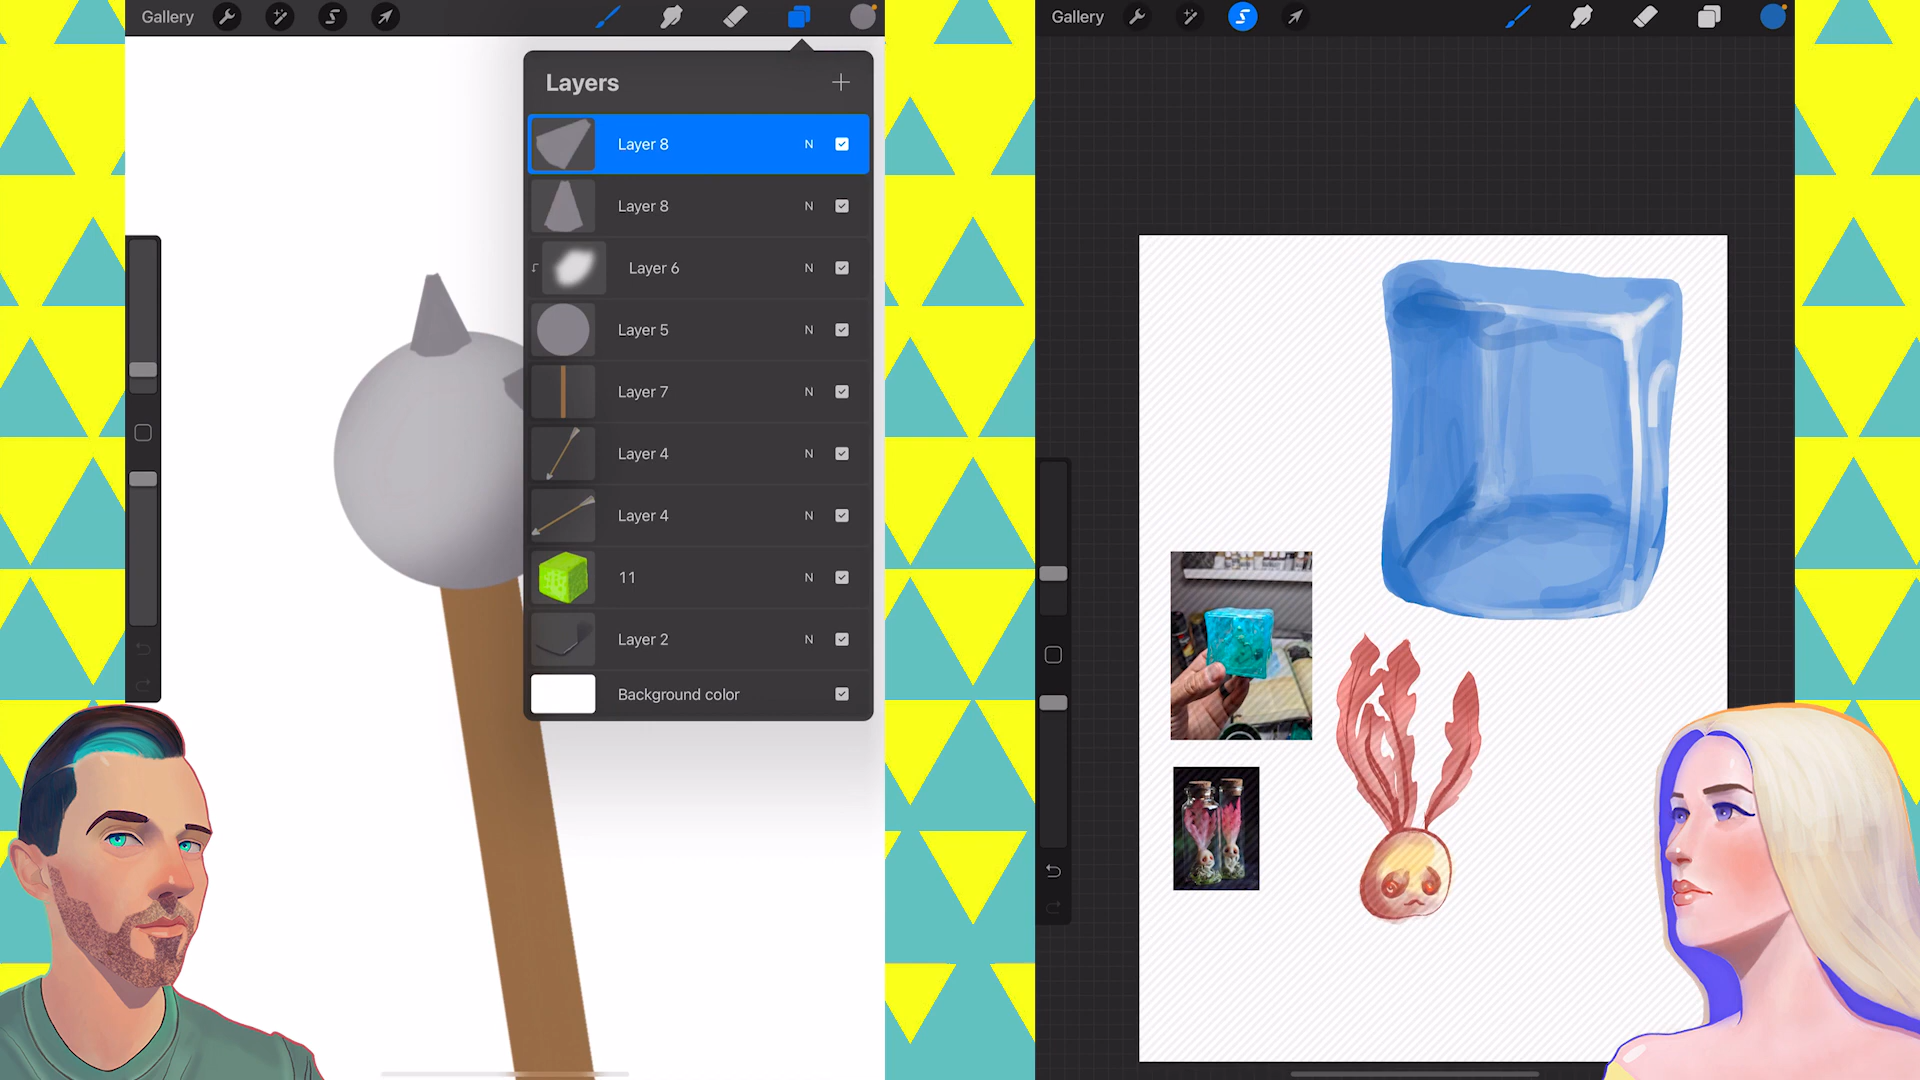 Gallery
Layers
Layer 8 N
Layer 8 N
Layer 6 N
Layer 5 N
Layer 7 N
Layer 4 N
Layer 4 N
11 N
Layer 2 N
Background color
Gallery